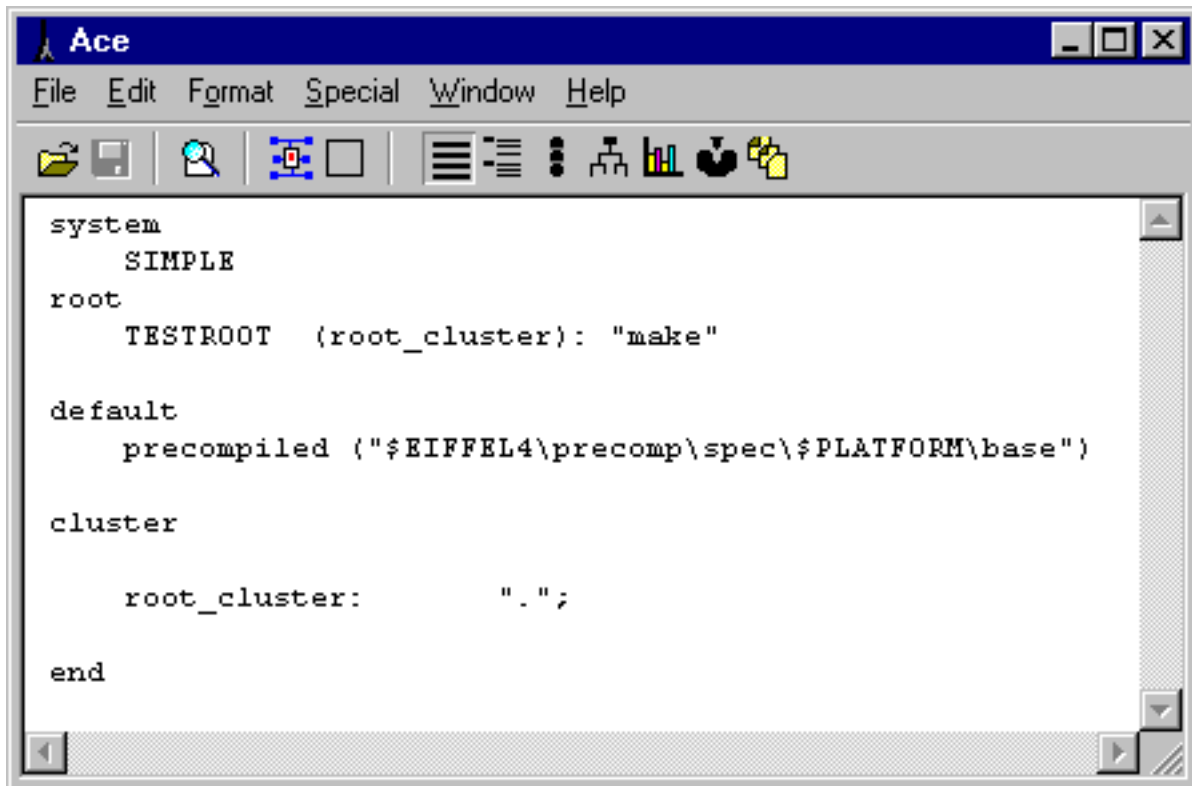 Ace
File Edit Format Special Window Help
system
SIMPLE
root
TESTROOT (root_cluster): "make"
default
precompiled ("$EIFFEL4\precomp\spec\$PLATFORM\base")
cluster
root_cluster: ".";
end